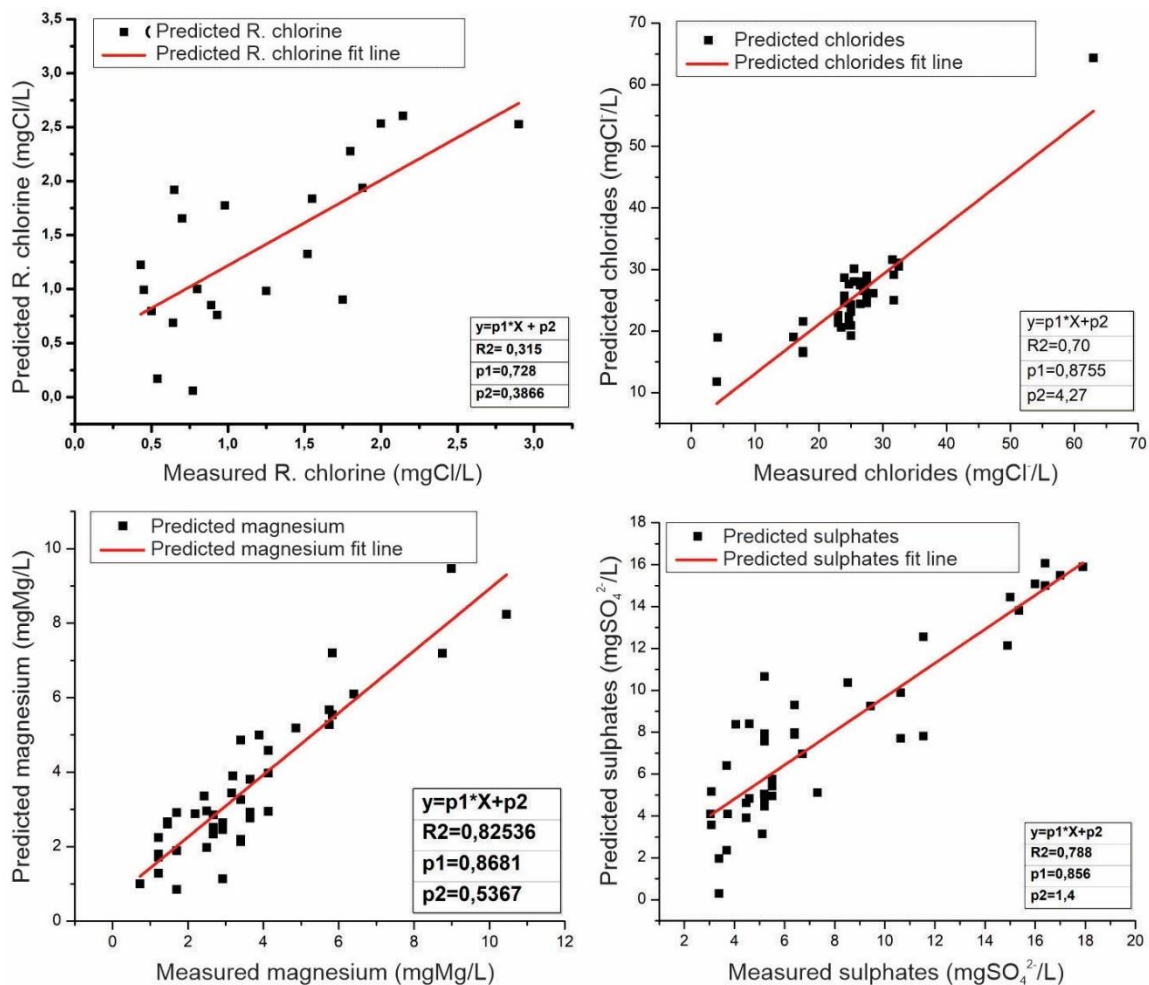 ( Predicted R. chlorine
Predicted R. chlorine fit line
Predicted R. chlorine (mgCl/L)
3,5
3,0
2,5
2,0
1,5
1,0
0,5
0,0
y=p1*X + p2
R2= 0,315
p1=0,728
p2=0,3866
0,0 0,5 1,0 1,5 2,0 2,5 3,0
Measured R. chlorine (mgCl/L)
Predicted chlorides
Predicted chlorides fit line
Predicted chlorides (mgCl⁻/L)
70
60
50
40
30
20
10
y=p1*X+p2
R2=0,70
p1=0,8755
p2=4,27
0 10 20 30 40 50 60 70
Measured chlorides (mgCl⁻/L)
Predicted magnesium
Predicted magnesium fit line
Predicted magnesium (mgMg/L)
10
8
6
4
2
0
y=p1*X+p2
R2=0,82536
p1=0,8681
p2=0,5367
0 2 4 6 8 10 12
Measured magnesium (mgMg/L)
Predicted sulphates
Predicted sulphates fit line
Predicted sulphates (mgSO₄²⁻/L)
18
16
14
12
10
8
6
4
2
0
y=p1*X+p2
R2=0,788
p1=0,856
p2=1,4
2 4 6 8 10 12 14 16 18 20
Measured sulphates (mgSO₄²⁻/L)